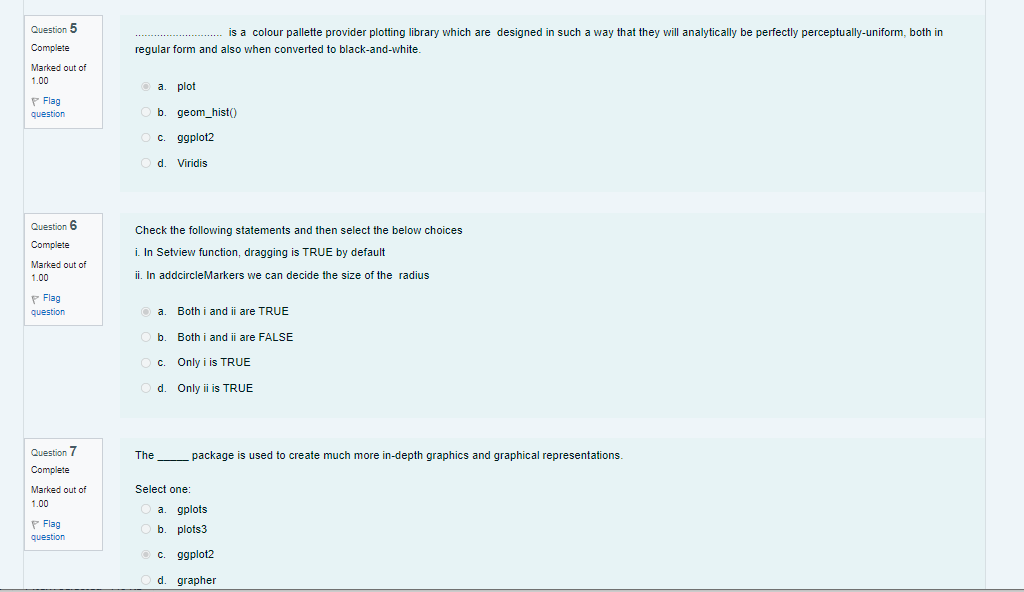 Question 5
Complete
Marked out of
1.00
Flag
question
............................. is a colour pallette provider plotting library which are designed in such a way that they will analytically be perfectly perceptually-uniform, both in
regular form and also when converted to black-and-white.
a. plot
b. geom_hist()
c. ggplot2
d. Viridis
Question 6
Complete
Marked out of
1.00
Flag
question
Check the following statements and then select the below choices
i. In Setview function, dragging is TRUE by default
ii. In addcircleMarkers we can decide the size of the radius
a. Both i and ii are TRUE
b. Both i and ii are FALSE
c. Only i is TRUE
d. Only ii is TRUE
Question 7
Complete
Marked out of
1.00
Flag
question
The _____ package is used to create much more in-depth graphics and graphical representations.
Select one:
a. gplots
b. plots3
c. ggplot2
d. grapher